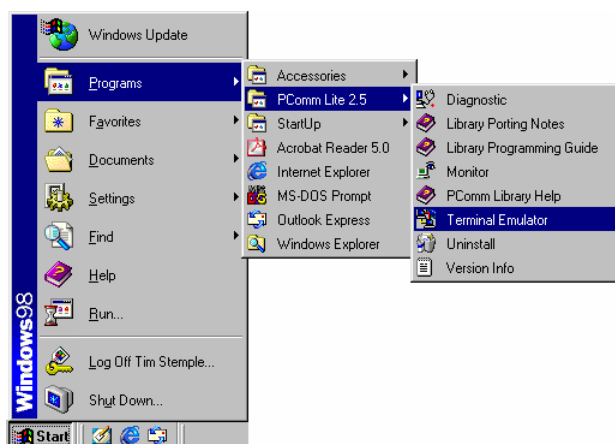 Windows Update
Programs
Favorites
Documents
Settings
Find
Help
Run...
Log Off Tim Stemple...
Shut Down...
Windows98
Start
Accessories
PComm Lite 2.5
StartUp
Acrobat Reader 5.0
Internet Explorer
MS-DOS Prompt
Outlook Express
Windows Explorer
Diagnostic
Library Porting Notes
Library Programming Guide
Monitor
PComm Library Help
Terminal Emulator
Uninstall
Version Info